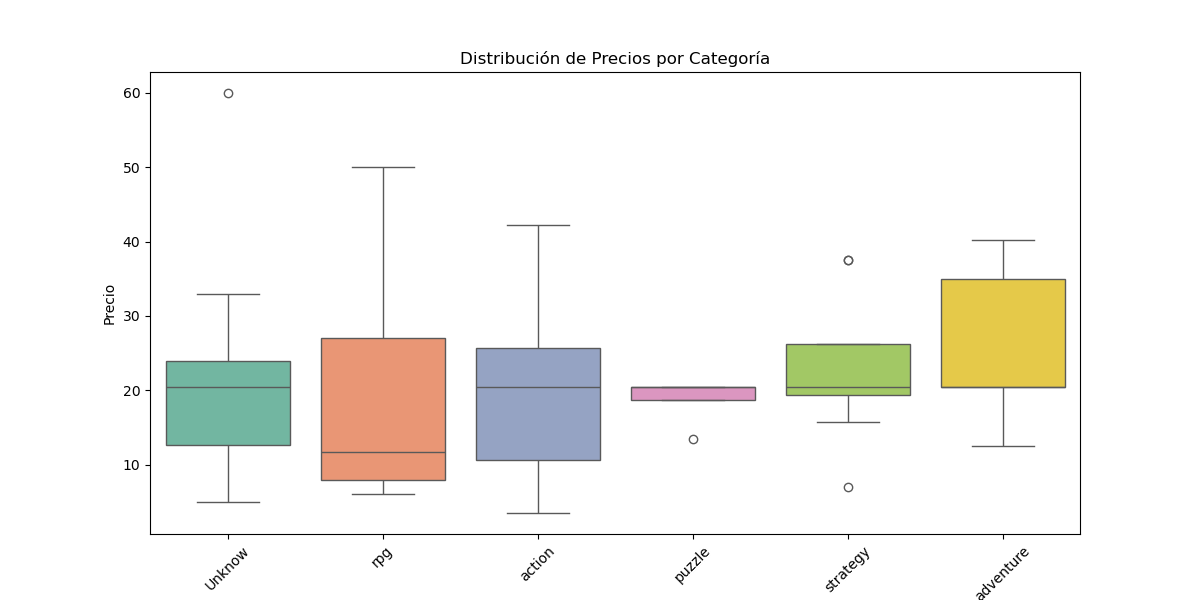 Distribución de Precios por Categoría
Precio
60
50
40
30
20
10
Unknow
rpg
action
puzzle
strategy
adventure